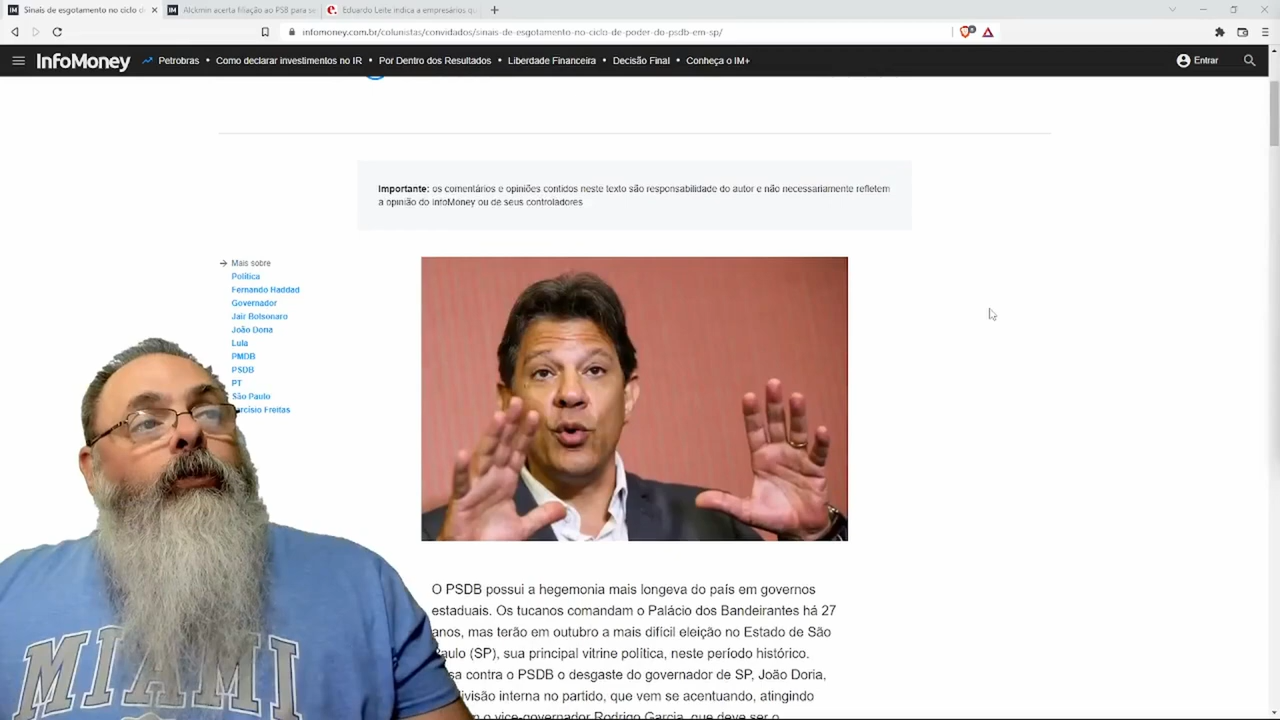 Sinais de esgotamento no ciclo d
Alckmin acerta filiação ao PSB para se
Eduardo Leite indica a empresários qu
infomoney.com.br/colunistas/convidados/sinais-de-esgotamento-no-ciclo-de-poder-do-psdb-em-sp/
InfoMoney
Petrobras • Como declarar investimentos no IR • Por Dentro dos Resultados • Liberdade Financeira • Decisão Final • Conheça o IM+
Entrar
Importante: os comentários e opiniões contidos neste texto são responsabilidade do autor e não necessariamente refletem
a opinião do InfoMoney ou de seus controladores
Mais sobre
Política
Fernando Haddad
Governador
Jair Bolsonaro
João Doria
Lula
PMDB
PSDB
PT
São Paulo
arcísio Freitas
O PSDB possui a hegemonia mais longeva do país em governos
estaduais. Os tucanos comandam o Palácio dos Bandeirantes há 27
anos, mas terão em outubro a mais difícil eleição no Estado de São
aulo (SP), sua principal vitrine política, neste período histórico.
sa contra o PSDB o desgaste do governador de SP, João Doria,
ivisão interna no partido, que vem se acentuando, atingindo
o vice-governador Rodrigo Garcia, que deve ser o
MIAMI